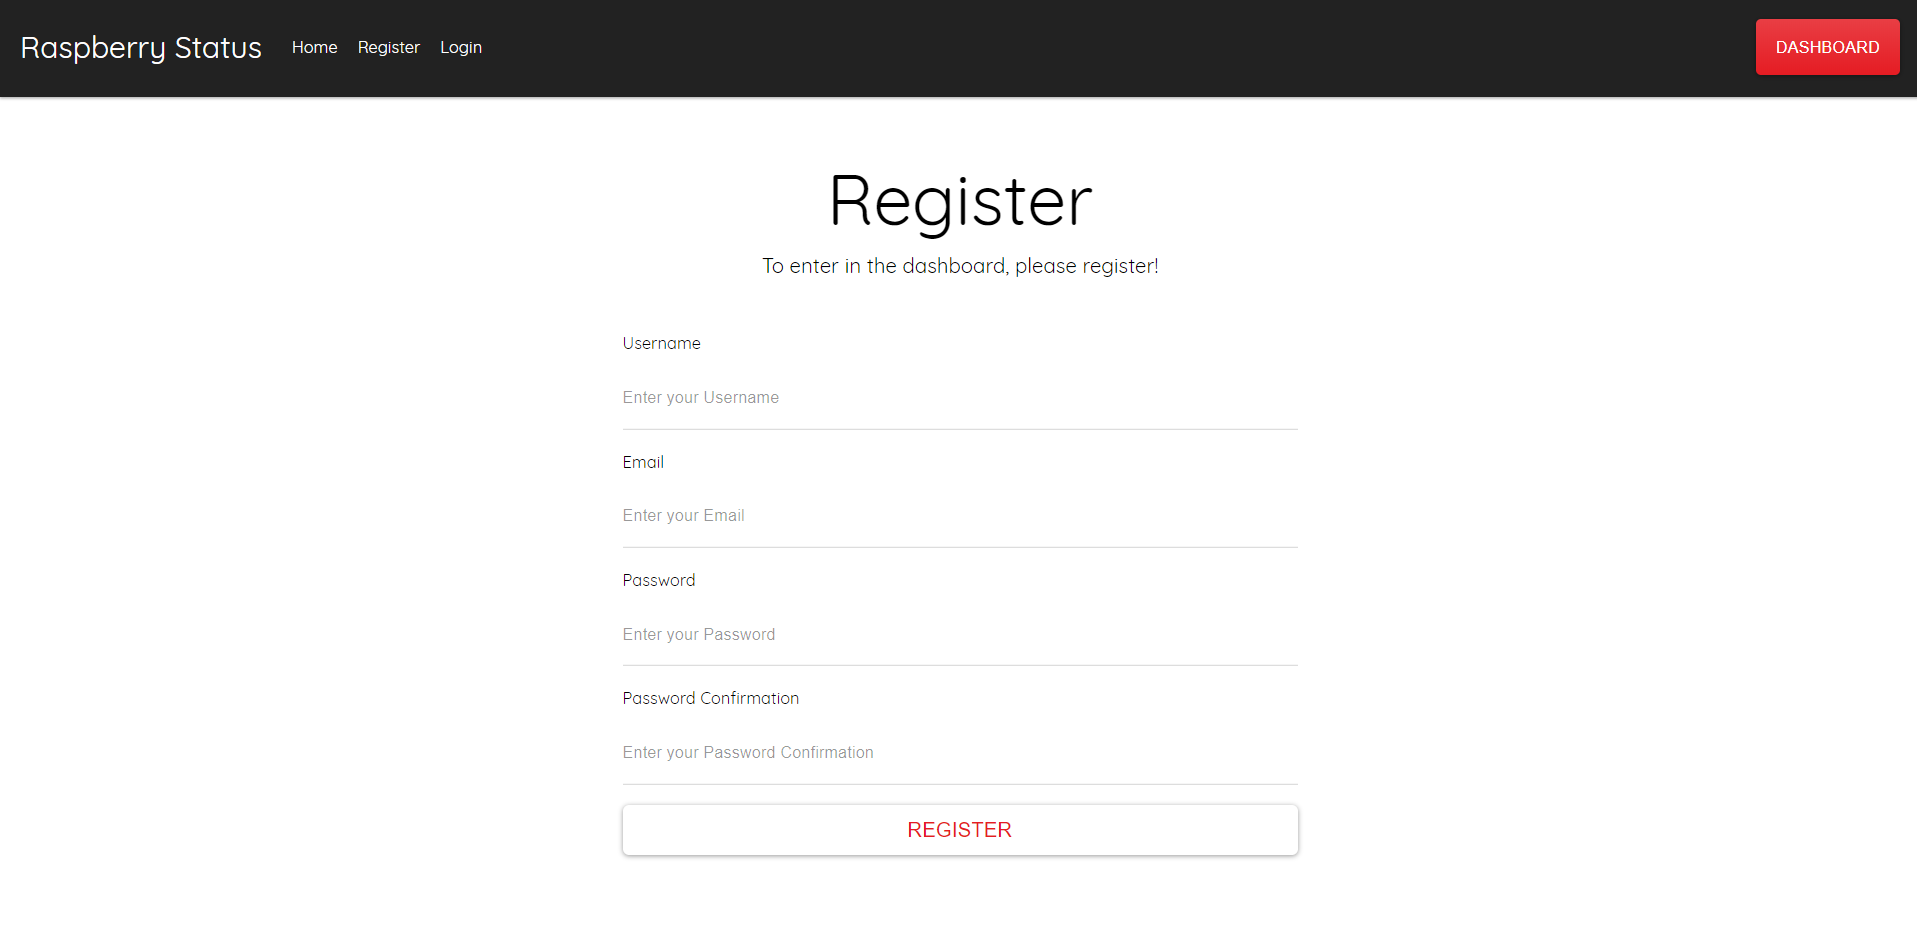 Raspberry Status Home Register Login DASHBOARD
Register
To enter in the dashboard, please register!
Username
Enter your Username
Email
Enter your Email
Password
Enter your Password
Password Confirmation
Enter your Password Confirmation
REGISTER